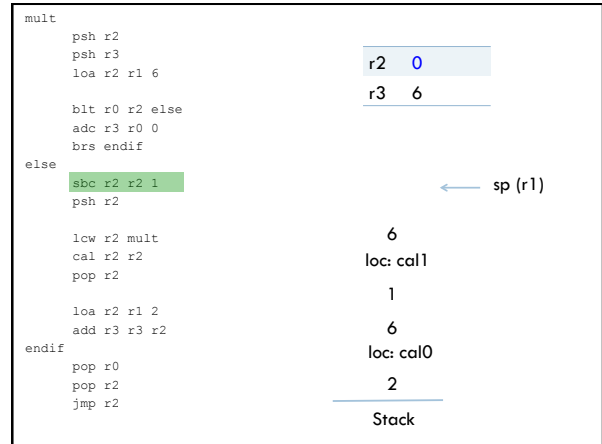 mult
psh r2
psh r3
loa r2 r1 6
blt r0 r2 else
adc r3 r0 0
brs endif
else
sbc r2 r2 1
psh r2
lcw r2 mult
cal r2 r2
pop r2
loa r2 r1 2
add r3 r3 r2
endif
pop r0
pop r2
jmp r2
r2 0
r3 6
sp (r1)
6
loc: cal1
1
6
loc: cal0
2
Stack